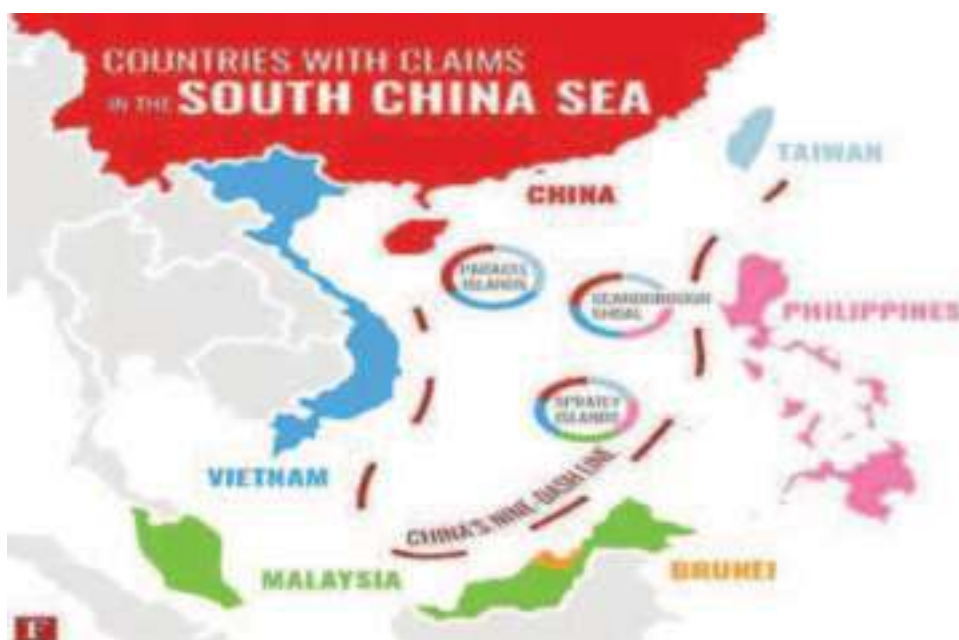 COUNTRIES WITH CLAIMS
IN THE SOUTH CHINA SEA
TAIWAN
CHINA
PARACEL
ISLANDS
SCARBOROUGH
SHOAL
PHILIPPINES
SPRATLY
ISLANDS
VIETNAM
CHINA'S NINE-DASH LINE
MALAYSIA
BRUNEI
F